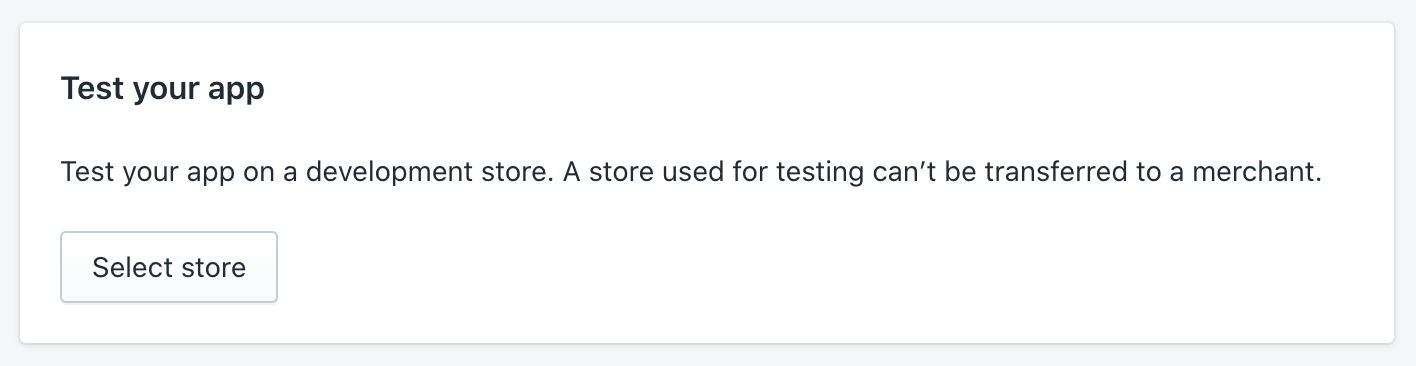 Test your app
Test your app on a development store. A store used for testing can’t be transferred to a merchant.
Select store